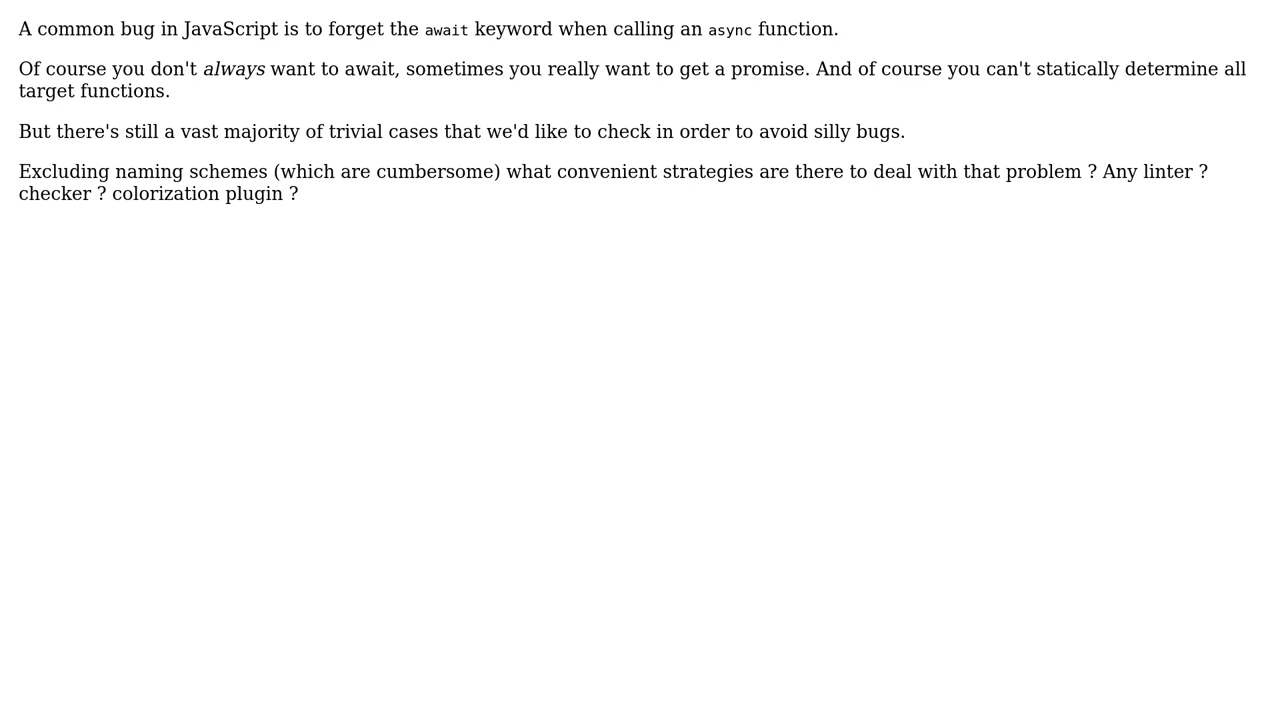 A common bug in JavaScript is to forget the await keyword when calling an async function.
Of course you don't always want to await, sometimes you really want to get a promise. And of course you can't statically determine all
target functions.
But there's still a vast majority of trivial cases that we'd like to check in order to avoid silly bugs.
Excluding naming schemes (which are cumbersome) what convenient strategies are there to deal with that problem ? Any linter ?
checker ? colorization plugin ?